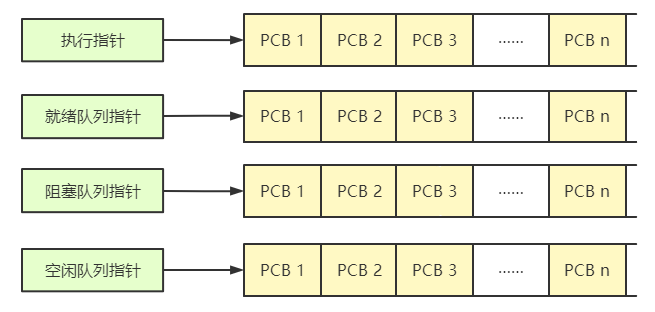 执行指针 PCB 1 PCB 2 PCB 3 ...... PCB n
就绪队列指针 PCB 1 PCB 2 PCB 3 ...... PCB n
阻塞队列指针 PCB 1 PCB 2 PCB 3 ...... PCB n
空闲队列指针 PCB 1 PCB 2 PCB 3 ...... PCB n